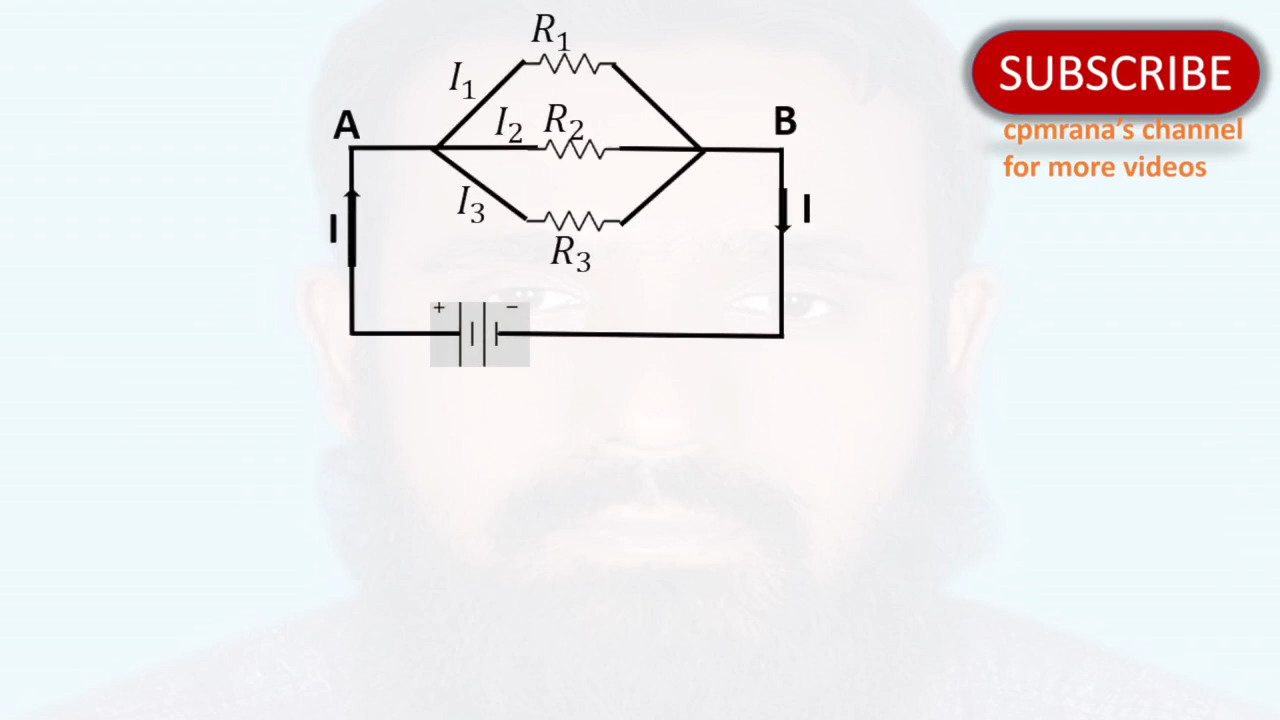 R₁
I₁
A
I₂ R₂
B
I₃
R₃
I
I
+ −
SUBSCRIBE
cpmrana’s channel
for more videos